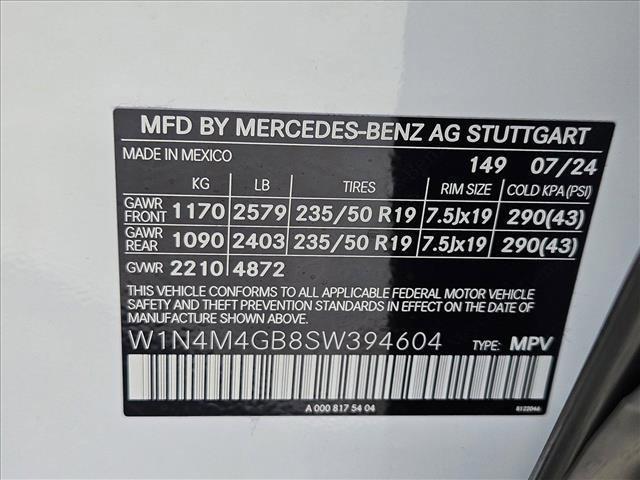 MFD BY MERCEDES-BENZ AG STUTTGART
MADE IN MEXICO 149 07/24
KG LB TIRES RIM SIZE COLD KPA (PSI)
GAWR FRONT 1170 2579 235/50 R19 7.5Jx19 290(43)
GAWR REAR 1090 2403 235/50 R19 7.5Jx19 290(43)
GVWR 2210 4872
THIS VEHICLE CONFORMS TO ALL APPLICABLE FEDERAL MOTOR VEHICLE
SAFETY AND THEFT PREVENTION STANDARDS IN EFFECT ON THE DATE
OF MANUFACTURE SHOWN ABOVE.
W1N4M4GB8SW394604 TYPE: MPV
A 000 817 54 04